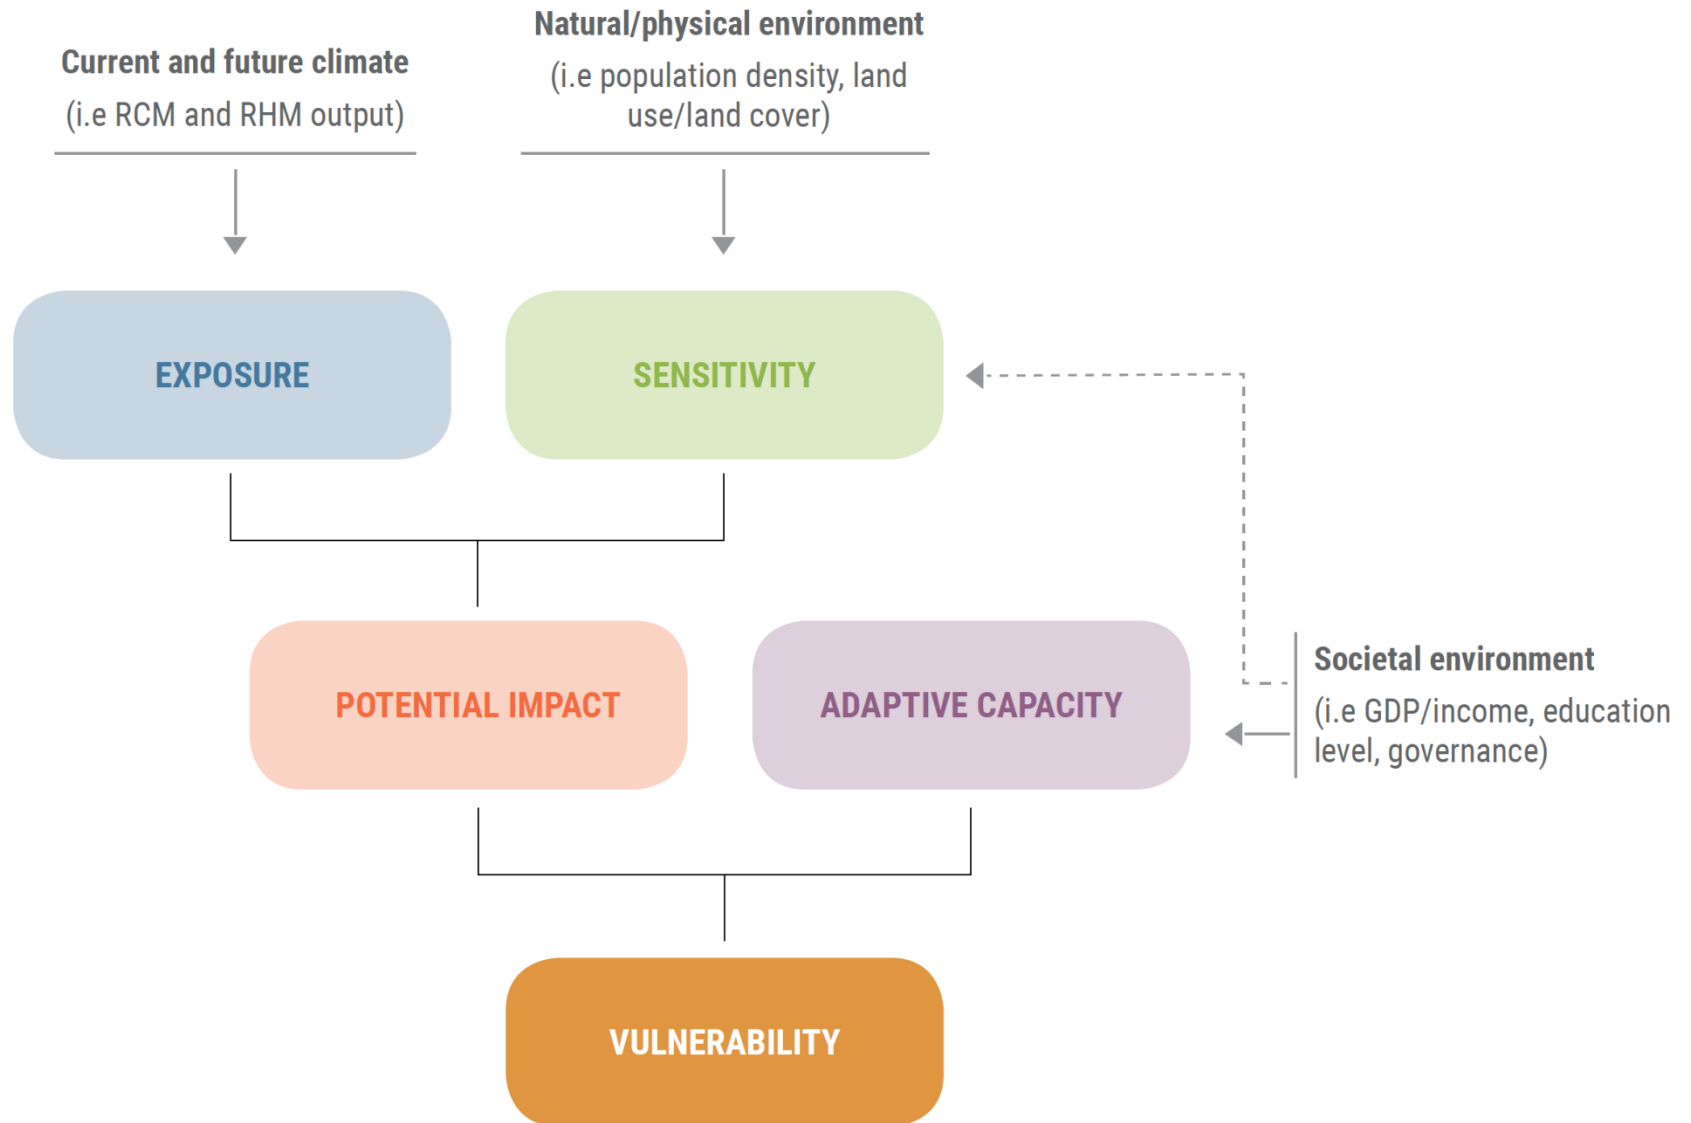 Natural/physical environment
(i.e population density, land
use/land cover)
Current and future climate
(i.e RCM and RHM output)
EXPOSURE
SENSITIVITY
POTENTIAL IMPACT
ADAPTIVE CAPACITY
Societal environment
(i.e GDP/income, education
level, governance)
VULNERABILITY